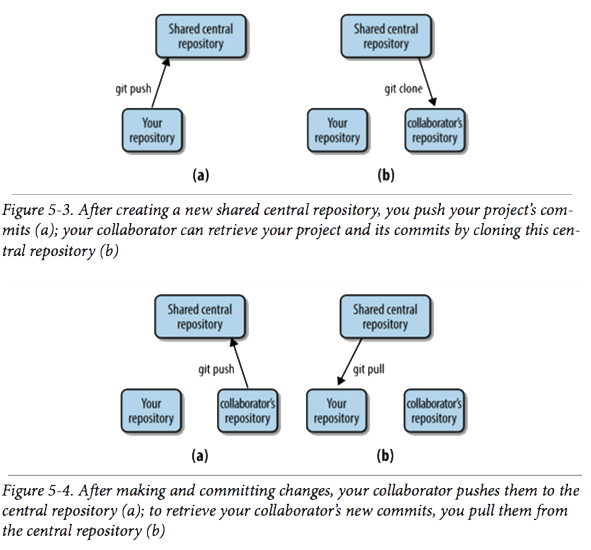 Shared central
repository
Shared central
repository
git push
git clone
Your
repository
Your
repository
collaborator's
repository
(a)
(b)
Figure 5-3. After creating a new shared central repository, you push your project's com-
mits (a); your collaborator can retrieve your project and its commits by cloning this cen-
tral repository (b)
Shared central
repository
Shared central
repository
git push
git pull
Your
repository
collaborator's
repository
Your
repository
collaborator's
repository
(a)
(b)
Figure 5-4. After making and committing changes, your collaborator pushes them to the
central repository (a); to retrieve your collaborator's new commits, you pull them from
the central repository (b)